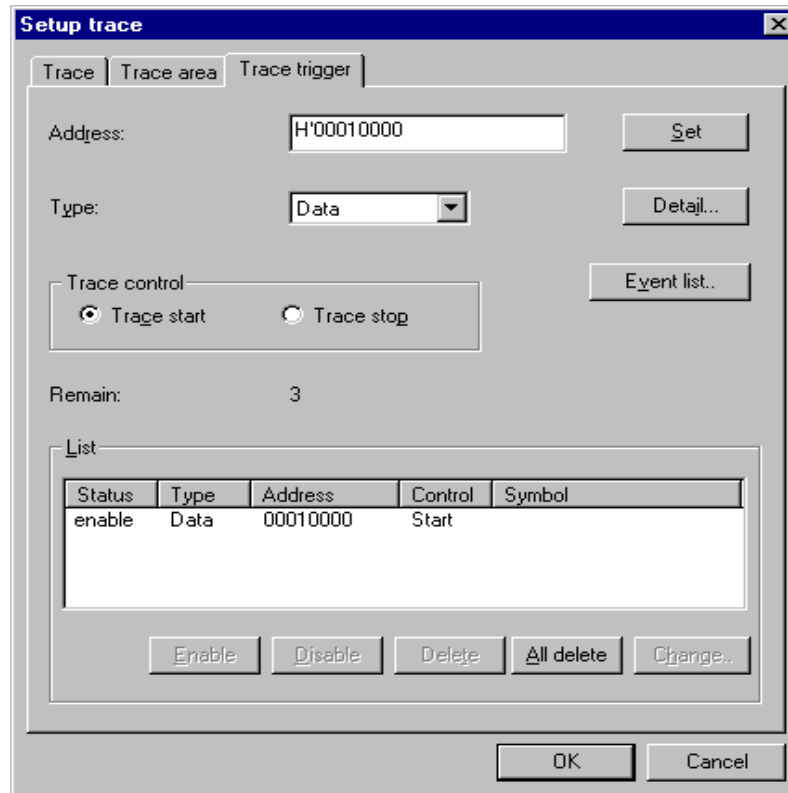 Setup trace
Trace Trace area Trace trigger
Address: H'00010000 Set
Type: Data Detail...
Event list..
Trace control
Trace start Trace stop
Remain: 3
List
Status Type Address Control Symbol
enable Data 00010000 Start
Enable Disable Delete All delete Change..
OK Cancel